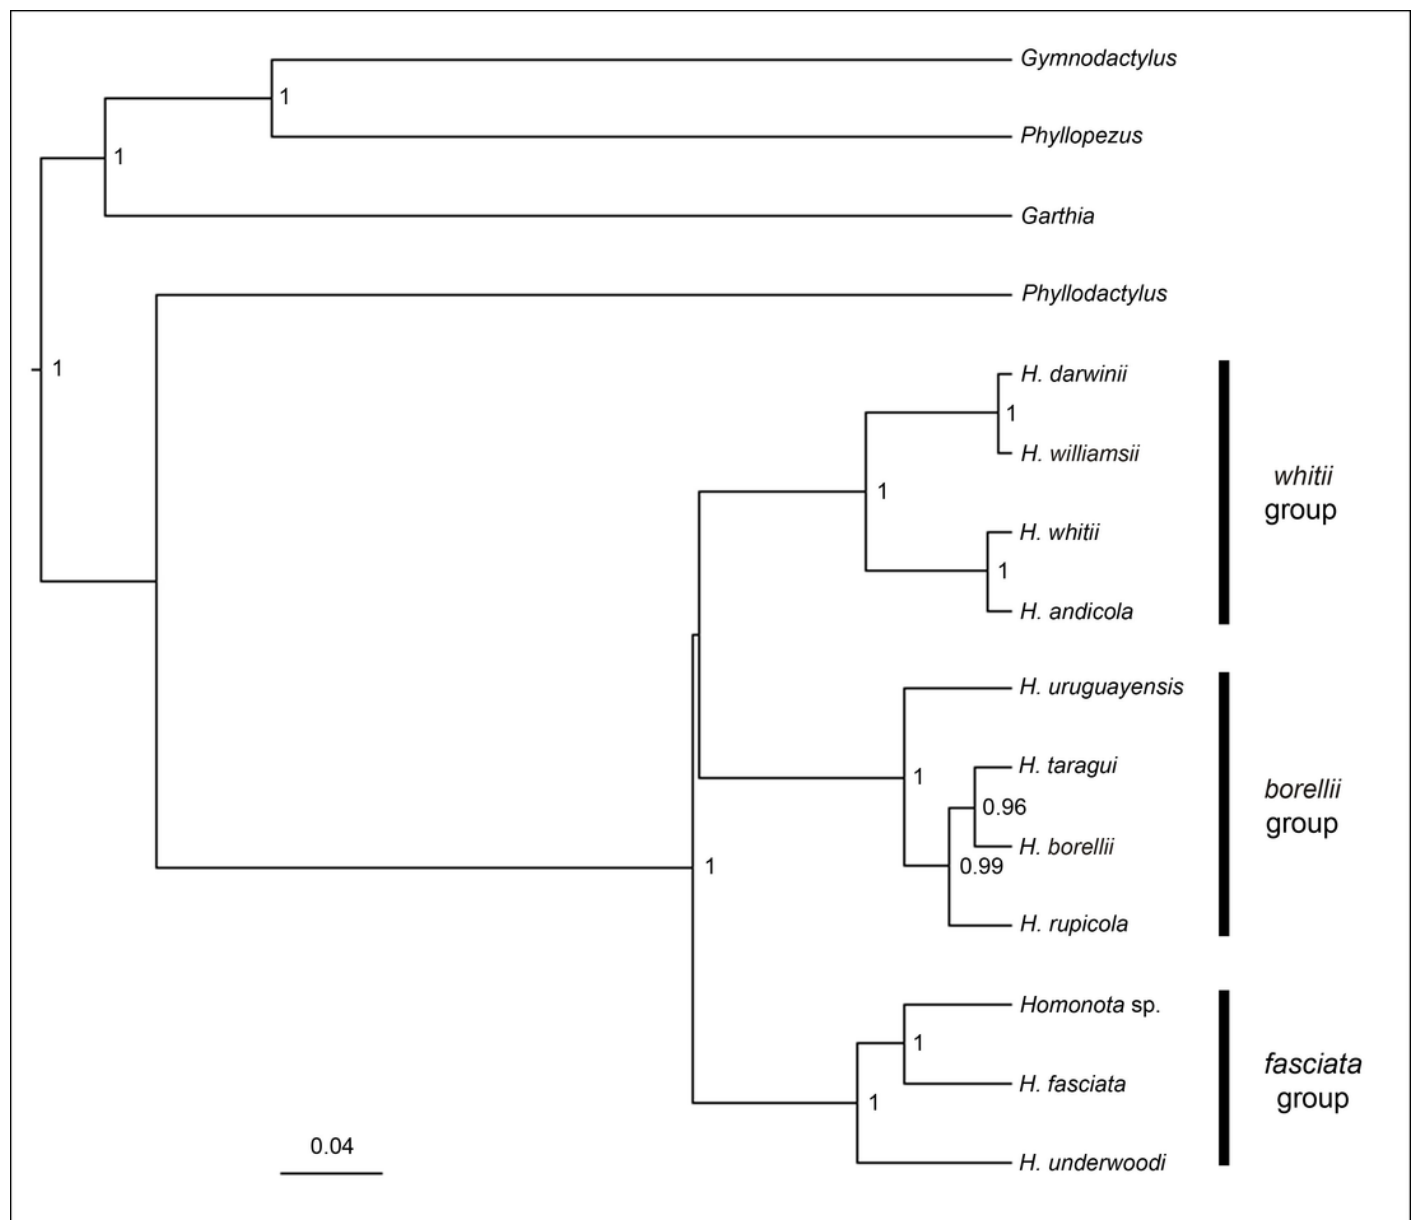 Gymnodactylus
1
Phyllopezus
1
Garthia
Phyllodactylus
1
H. darwinii
1
H. williamsii
whitii
group
1
H. whitii
1
H. andicola
H. uruguayensis
H. taragui
1
0.96
borellii
group
H. borellii
1
0.99
H. rupicola
Homonota sp.
1
H. fasciata
fasciata
group
1
0.04
H. underwoodi